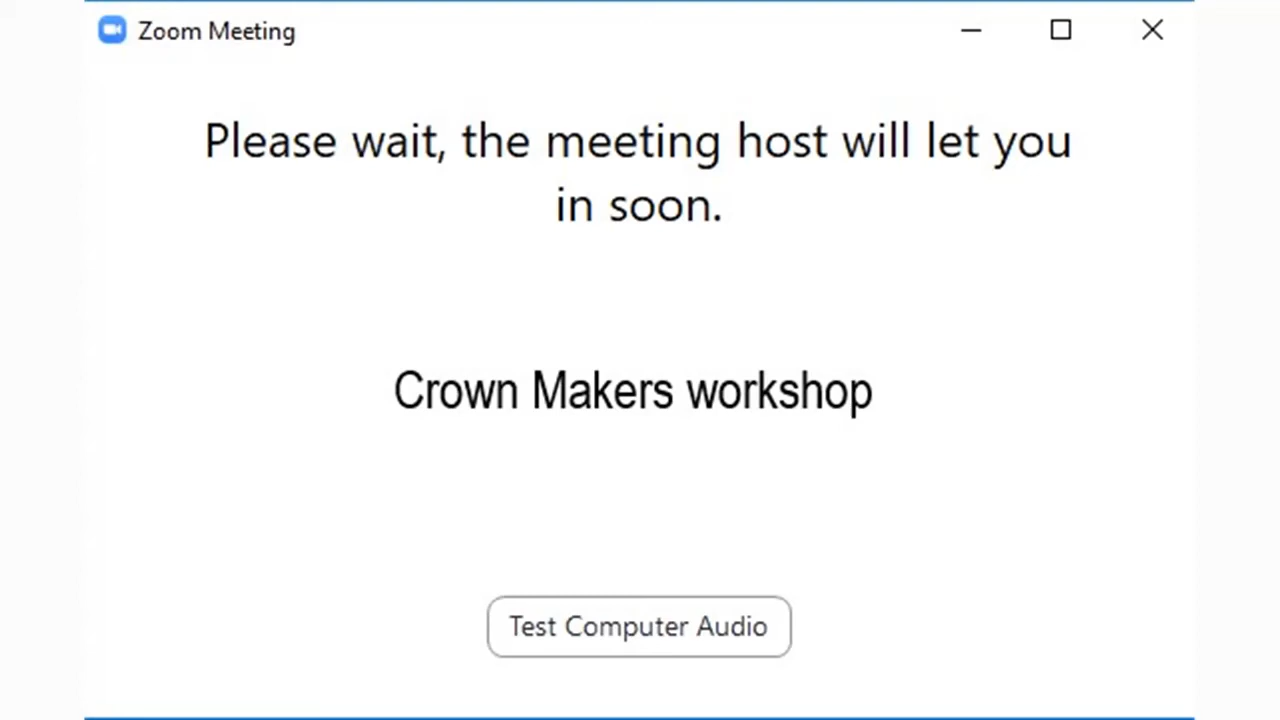 Zoom Meeting
Please wait, the meeting host will let you
in soon.
Crown Makers workshop
Test Computer Audio